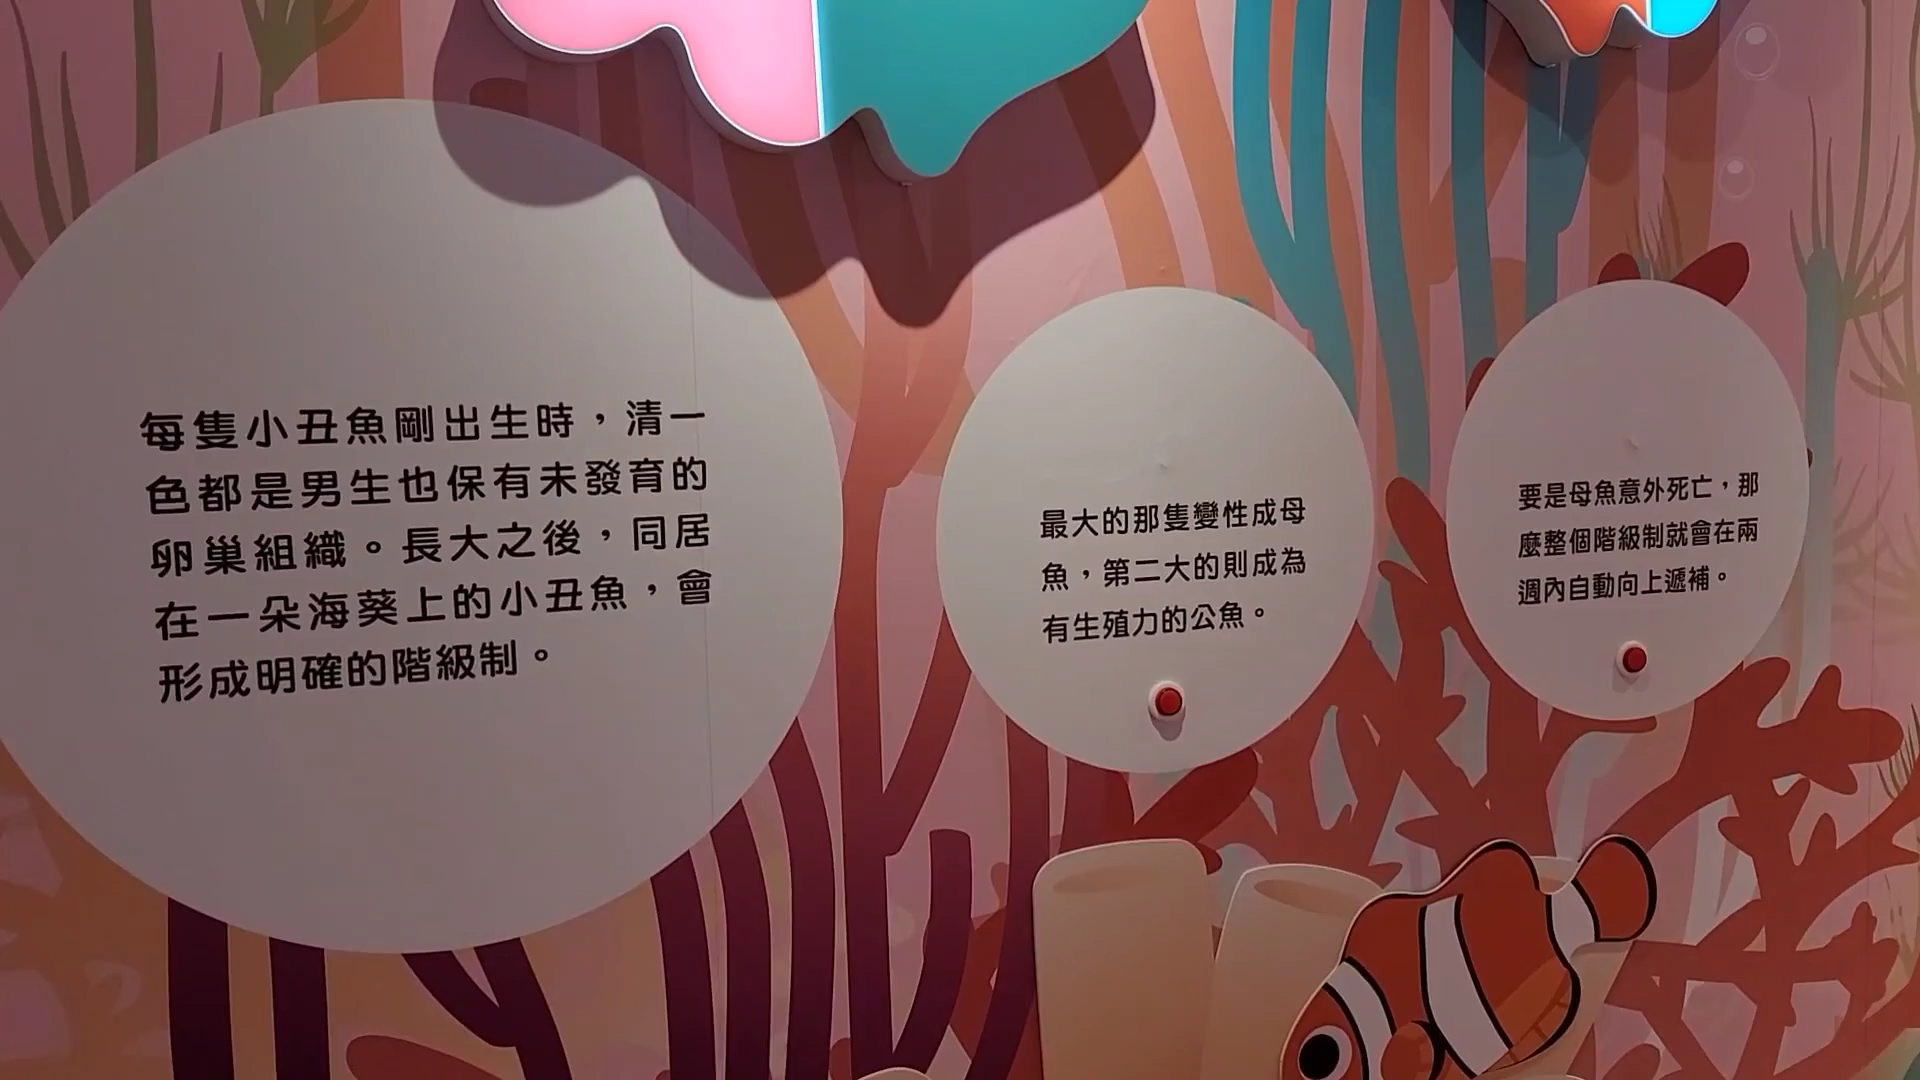 每隻小丑魚剛出生時，清一
色都是男生也保有未發育的
卵巢組織。長大之後，同居
在一朵海葵上的小丑魚，會
形成明確的階級制。
最大的那隻變性成母
魚，第二大的則成為
有生殖力的公魚。
要是母魚意外死亡，那
麼整個階級制就會在兩
週內自動向上遞補。